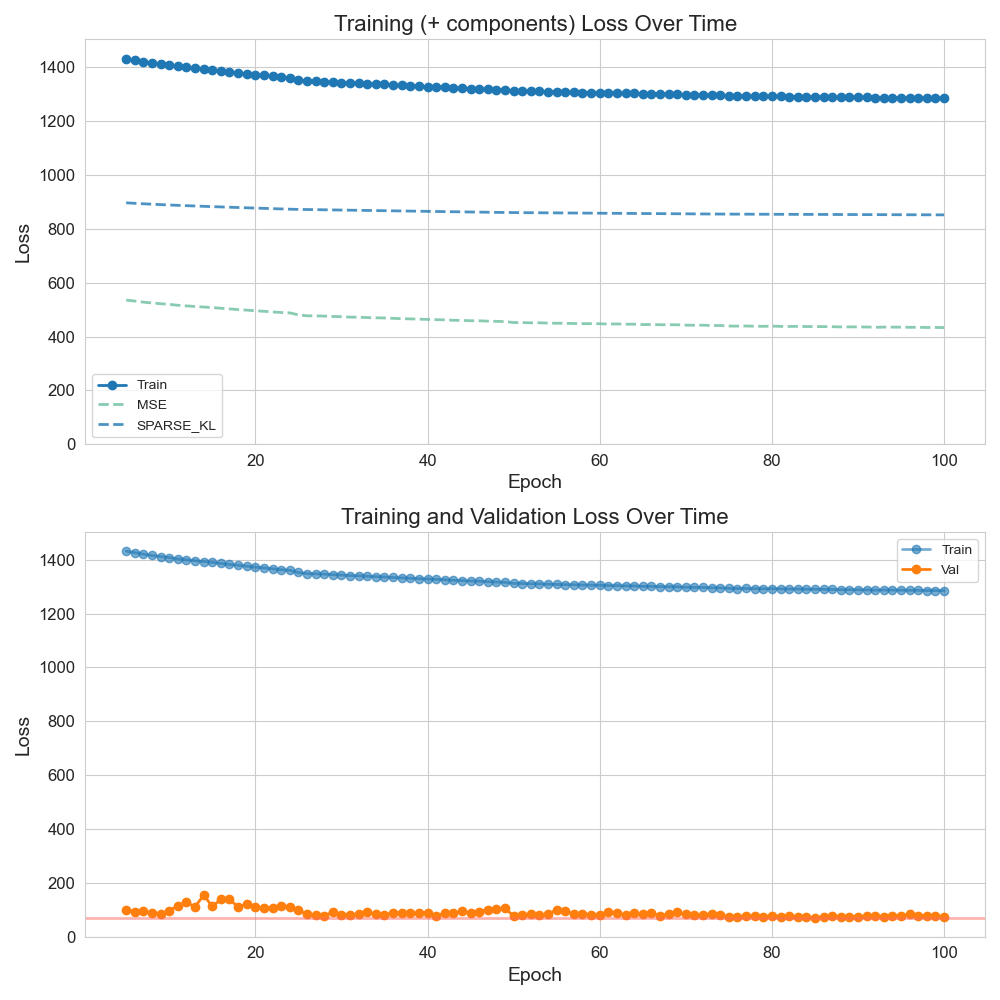 Training (+ components) Loss Over Time
1400
1200
1000
800
600
400
200
0
Loss
Train
MSE
SPARSE_KL
20 40 60 80 100
Epoch
Training and Validation Loss Over Time
1400
1200
1000
800
600
400
200
0
Loss
Train
Val
20 40 60 80 100
Epoch